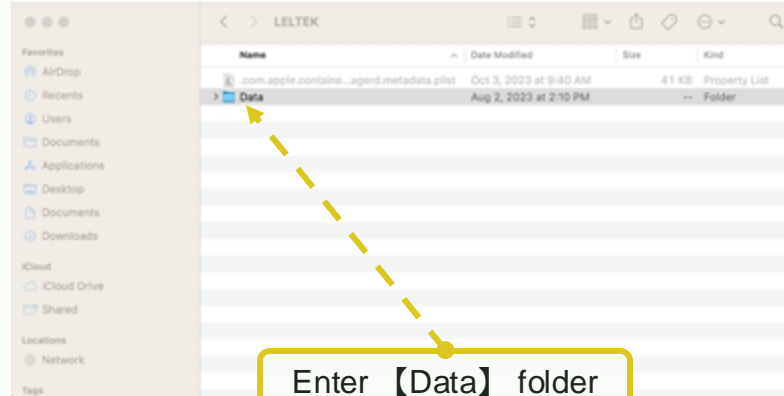 LELTEK
Favorites
AirDrop
Recents
Users
Documents
Applications
Desktop
Documents
Downloads
iCloud
iCloud Drive
Shared
Locations
Network
Tags
Name Date Modified Size Kind
.com.apple.containe...agerd.metadata.plist Oct 3, 2023 at 9:40 AM 41 KB Property List
Data Aug 2, 2023 at 2:10 PM -- Folder
Enter 【Data】 folder